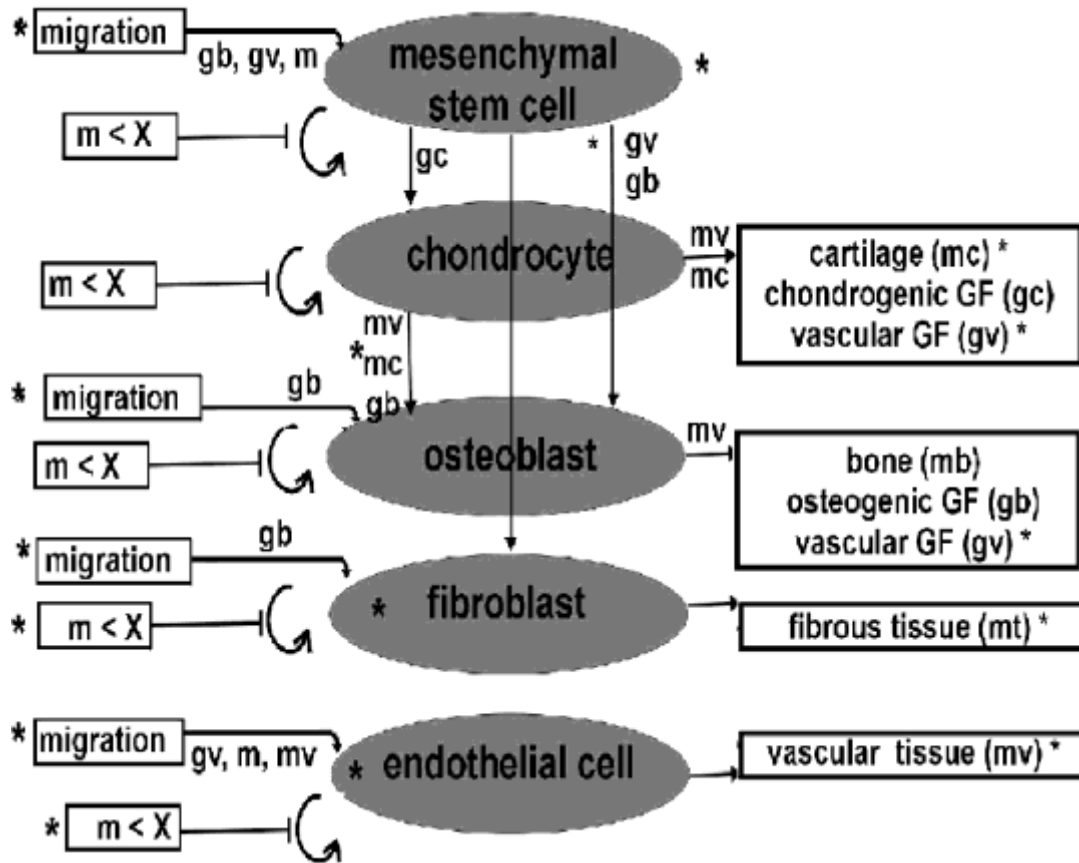 * migration
gb, gv, m
mesenchymal
stem cell
*
m < X
gc
*
gv
gb
chondrocyte
m < X
mv
mc
cartilage (mc) *
chondrogenic GF (gc)
vascular GF (gv) *
mv
*mc
gb
* migration
gb
osteoblast
m < X
mv
bone (mb)
osteogenic GF (gb)
vascular GF (gv) *
* migration
gb
* fibroblast
* m < X
fibrous tissue (mt) *
* migration
gv, m, mv
* endothelial cell
vascular tissue (mv) *
* m < X